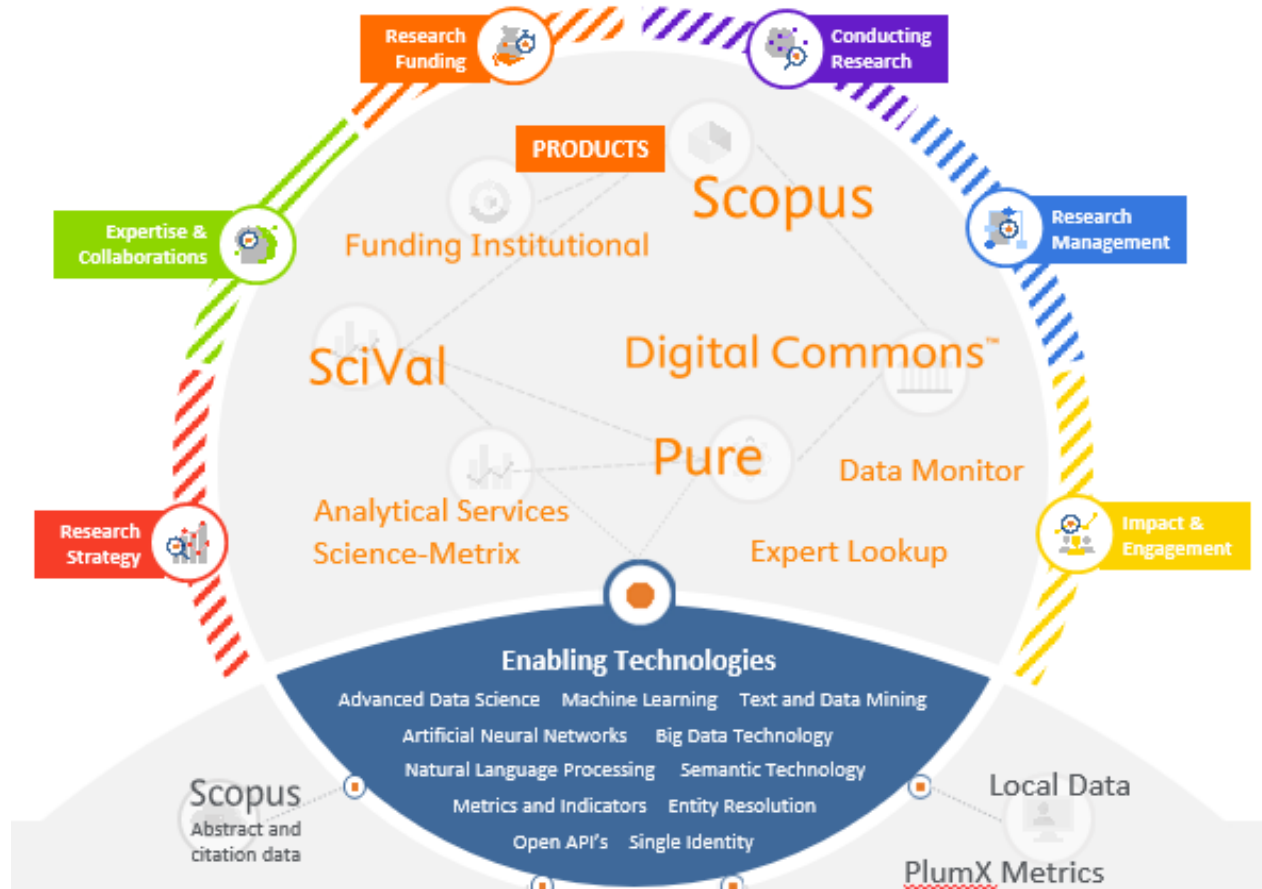 Research
Funding
Conducting
Research
PRODUCTS
Scopus
Expertise &
Collaborations
Funding Institutional
Research
Management
SciVal
Digital Commons™
Pure
Data Monitor
Analytical Services
Science-Metrix
Expert Lookup
Research
Strategy
Impact &
Engagement
Enabling Technologies
Advanced Data Science Machine Learning Text and Data Mining
Artificial Neural Networks Big Data Technology
Natural Language Processing Semantic Technology
Metrics and Indicators Entity Resolution
Open API's Single Identity
Scopus
Abstract and
citation data
Local Data
PlumX Metrics